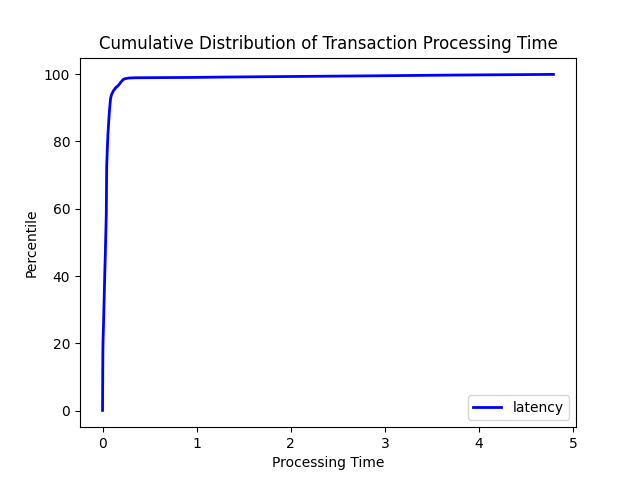 Cumulative Distribution of Transaction Processing Time
100
80
60
40
20
0
Percentile
0 1 2 3 4 5
Processing Time
latency